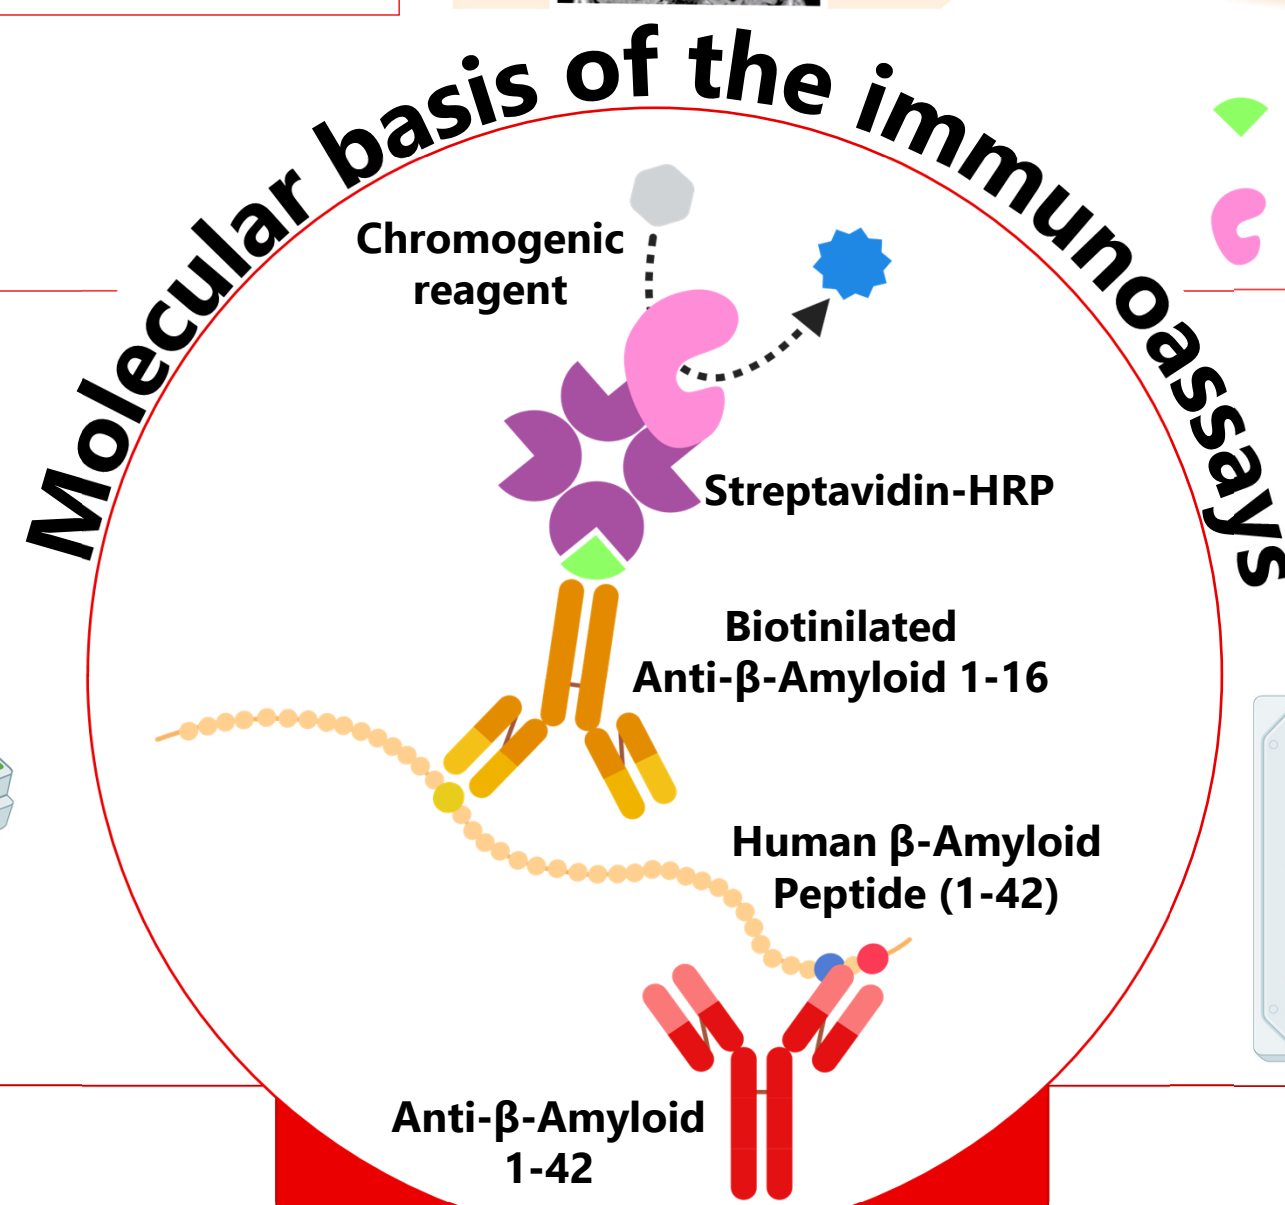 Molecular basis of the immunoassays
Chromogenic
reagent
Streptavidin-HRP
Biotinilated
Anti-β-Amyloid 1-16
Human β-Amyloid
Peptide (1-42)
Anti-β-Amyloid
1-42